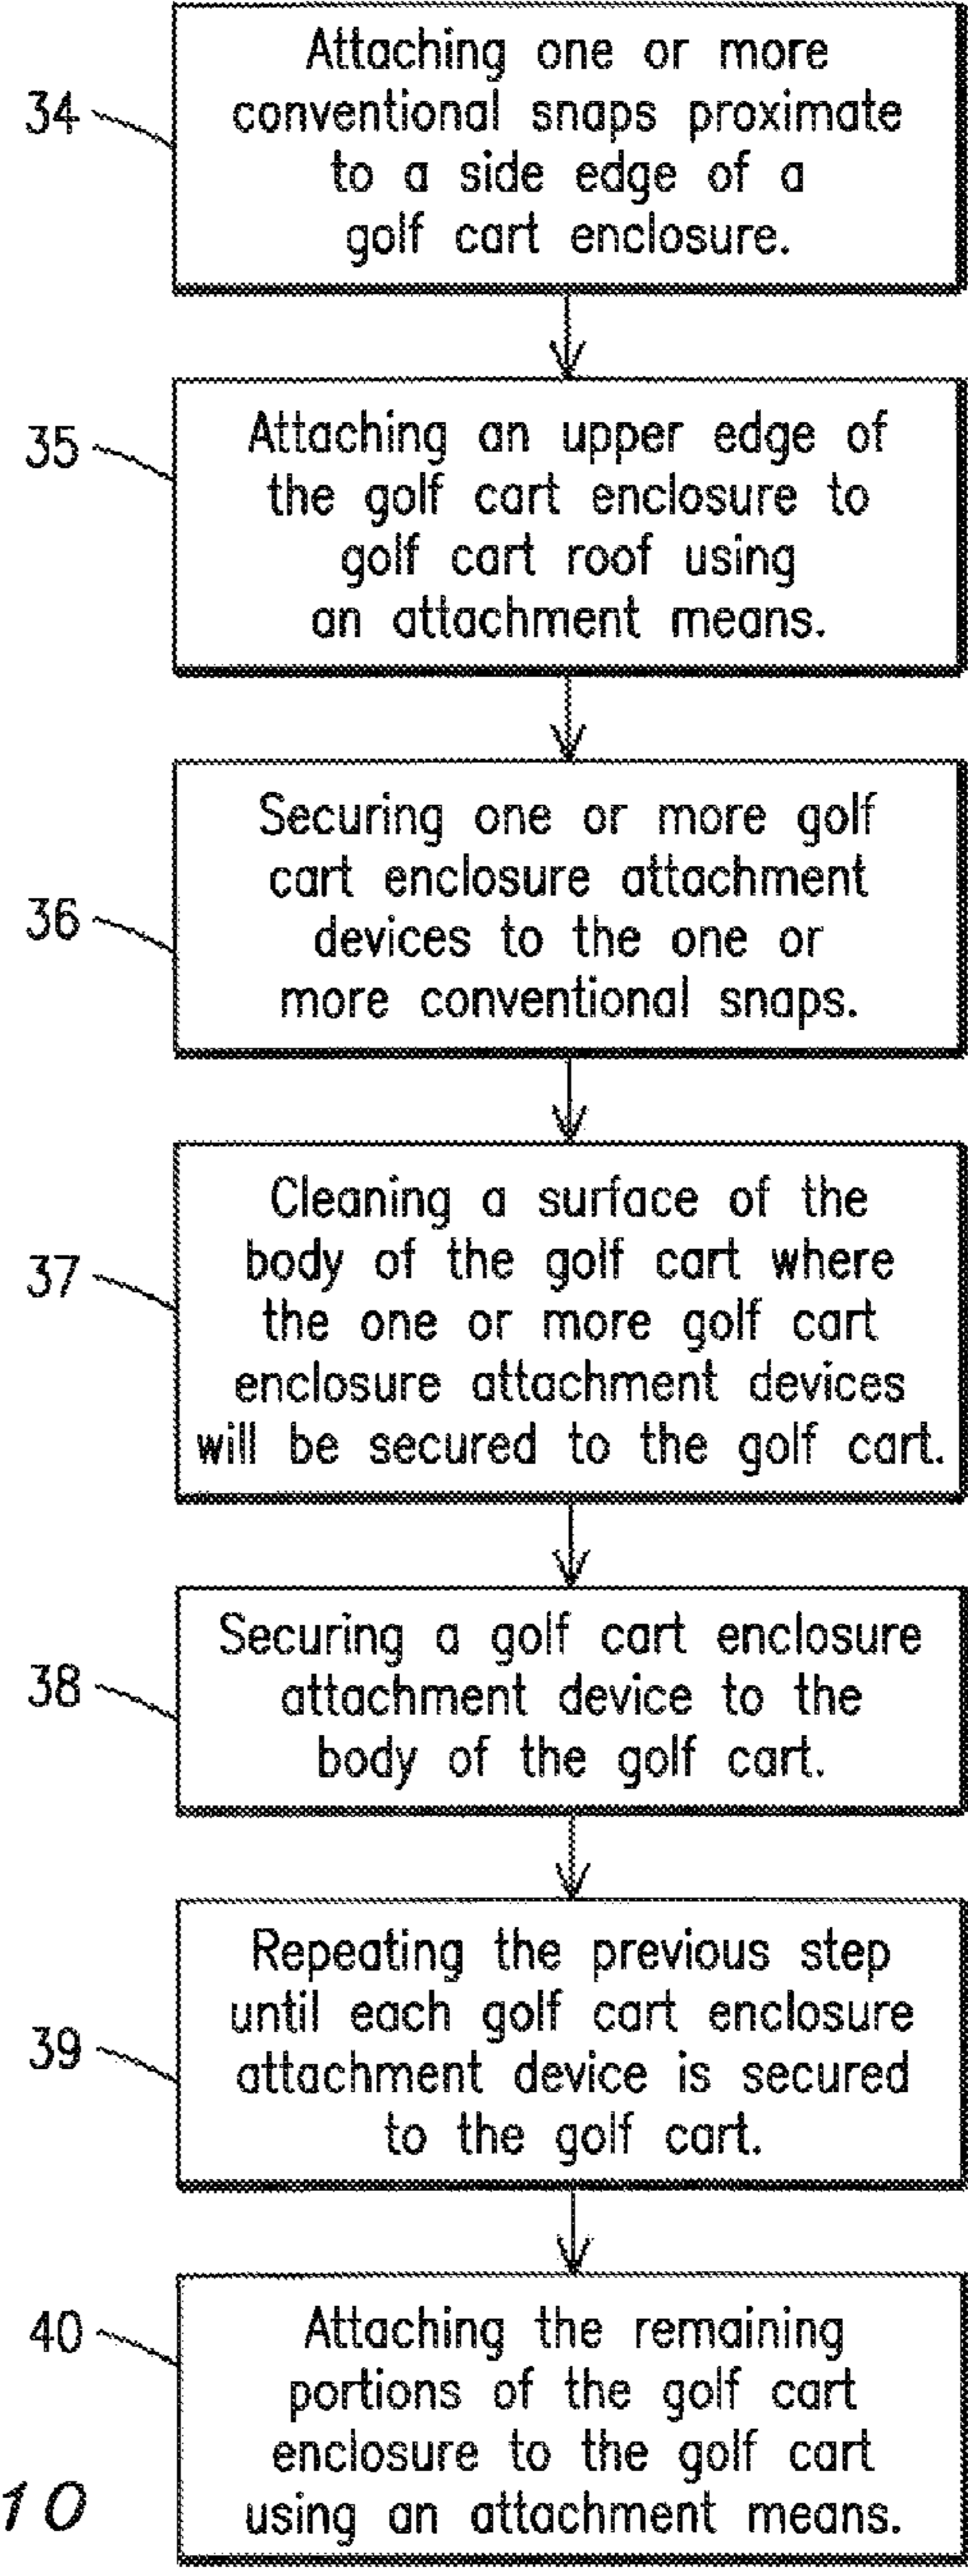 34
Attaching one or more
conventional snaps proximate
to a side edge of a
golf cart enclosure.
35
Attaching an upper edge of
the golf cart enclosure to
golf cart roof using
an attachment means.
36
Securing one or more golf
cart enclosure attachment
devices to the one or
more conventional snaps.
37
Cleaning a surface of the
body of the golf cart where
the one or more golf cart
enclosure attachment devices
will be secured to the golf cart.
38
Securing a golf cart enclosure
attachment device to the
body of the golf cart.
39
Repeating the previous step
until each golf cart enclosure
attachment device is secured
to the golf cart.
40
Attaching the remaining
portions of the golf cart
enclosure to the golf cart
using an attachment means.
10